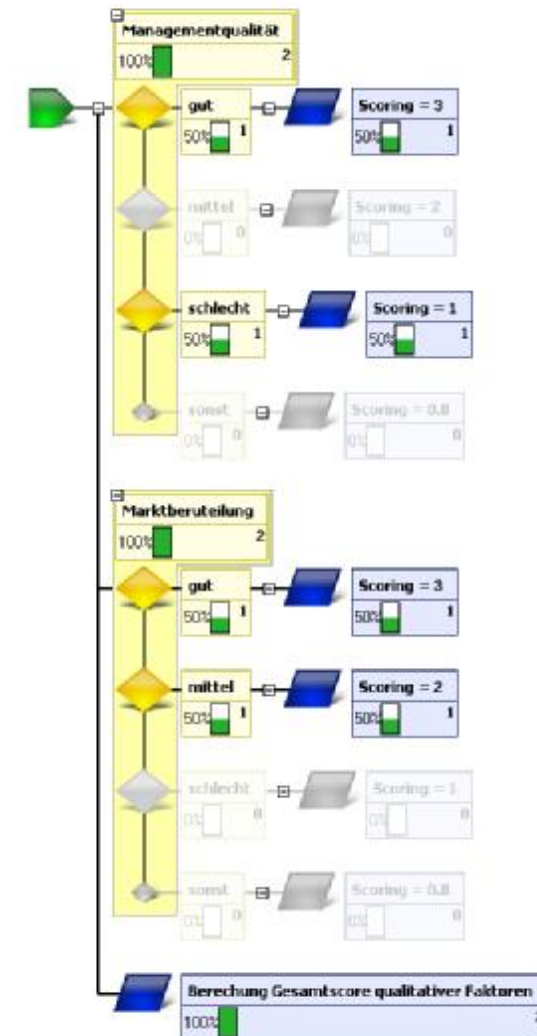 Managementqualität
100% 2
gut
50% 1
Scoring = 3
50% 1
mittel
0% 0
Scoring = 2
0% 0
schlecht
50% 1
Scoring = 1
50% 1
sonst
0% 0
Scoring = 0.8
0% 0
Marktberuteilung
100% 2
gut
50% 1
Scoring = 3
50% 1
mittel
50% 1
Scoring = 2
50% 1
schlecht
0% 0
Scoring = 1
0% 0
sonst
0% 0
Scoring = 0.8
0% 0
Berechung Gesamtscore qualitativer Faktoren
100%